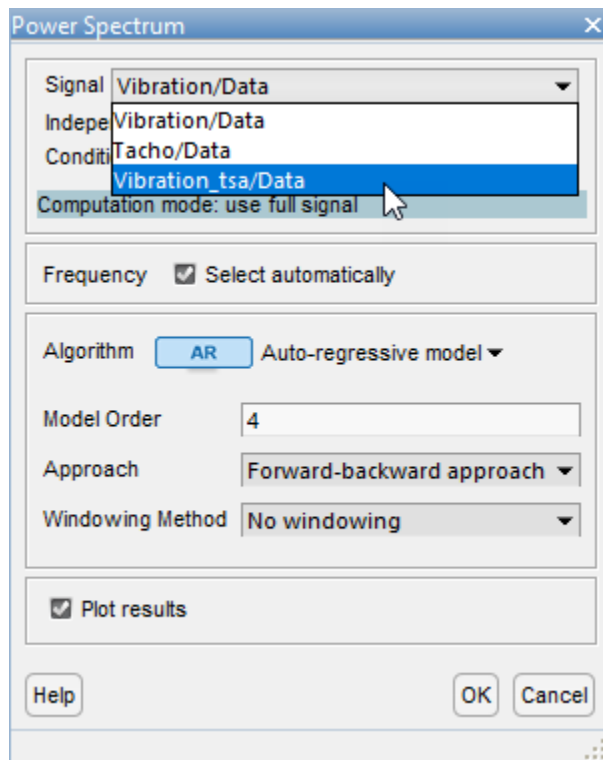 Power Spectrum
Signal Vibration/Data
Vibration/Data
Tacho/Data
Vibration_tsa/Data
Computation mode: use full signal
Frequency Select automatically
Algorithm AR Auto-regressive model
Model Order 4
Approach Forward-backward approach
Windowing Method No windowing
Plot results
Help OK Cancel